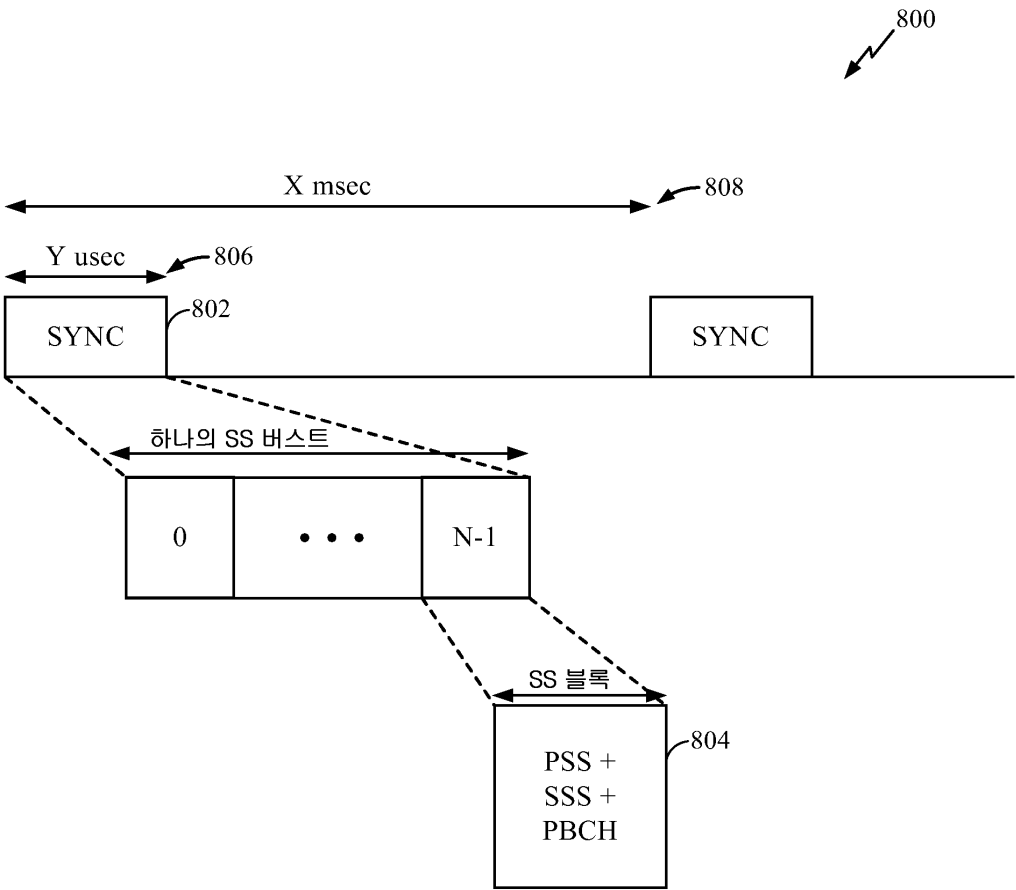 800
X msec
808
Y usec
806
802
SYNC
SYNC
하나의 SS 버스트
0
• • •
N-1
SS 블록
804
PSS +
SSS +
PBCH